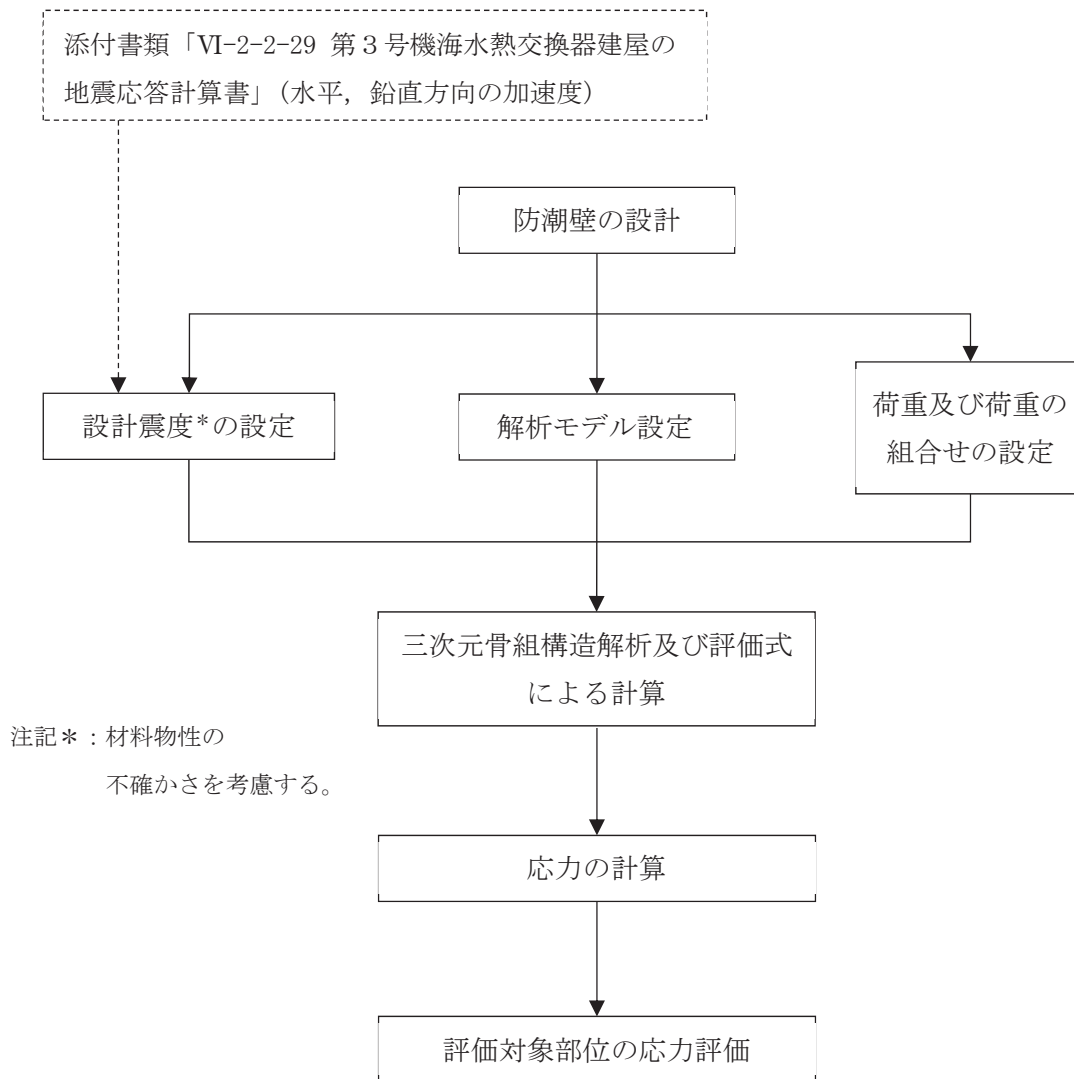 添付書類「Ⅵ-2-2-29 第３号機海水熱交換器建屋の
地震応答計算書」（水平，鉛直方向の加速度）
防潮壁の設計
設計震度*の設定
解析モデル設定
荷重及び荷重の
組合せの設定
三次元骨組構造解析及び評価式
による計算
注記＊：材料物性の
不確かさを考慮する。
応力の計算
評価対象部位の応力評価